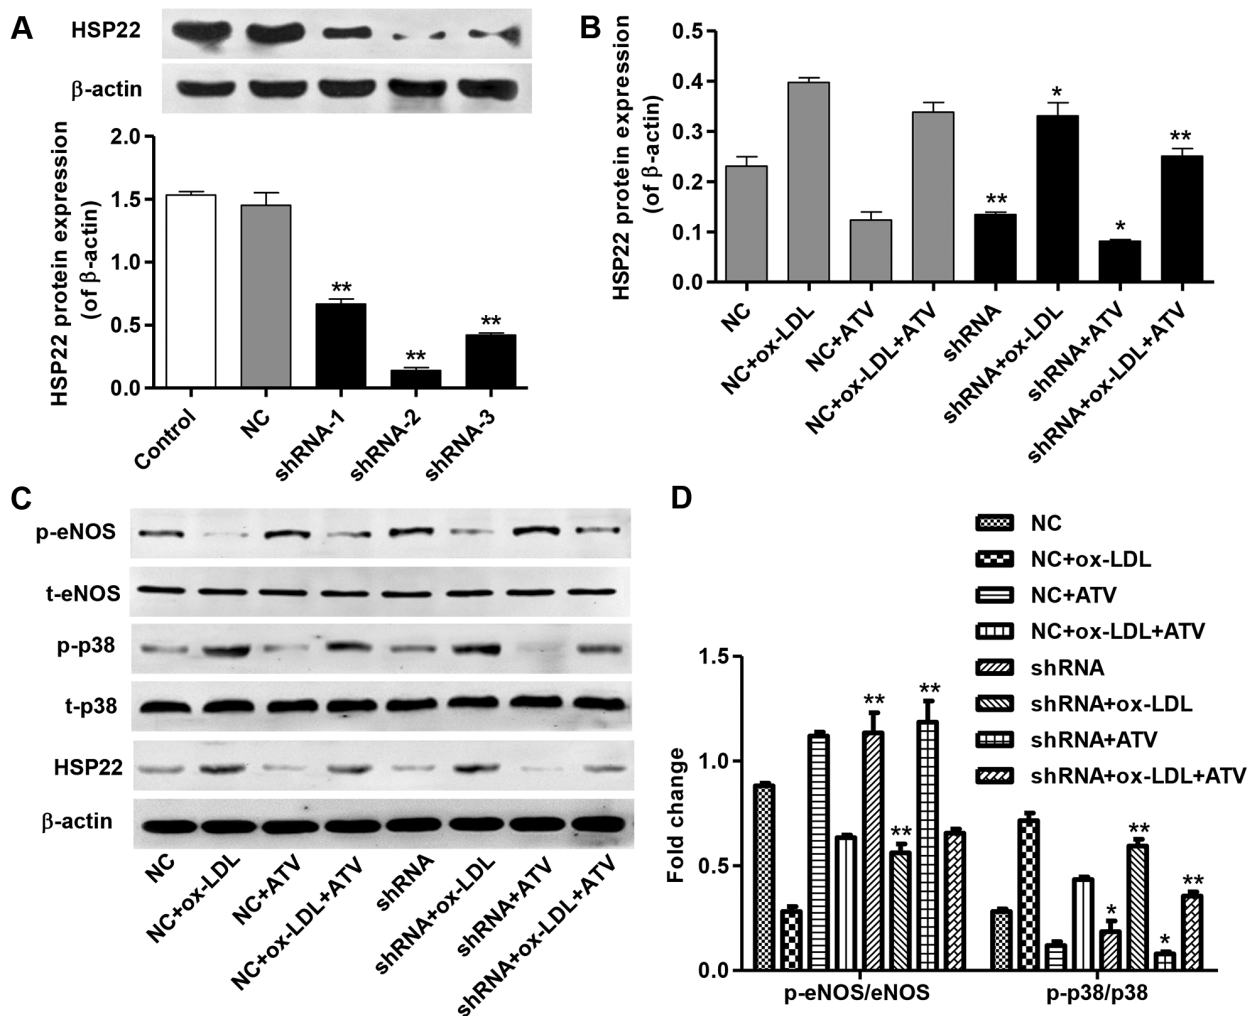 A
HSP22
β-actin
HSP22 protein expression
(of β-actin)
2.0
1.5
1.0
0.5
0.0
**
**
**
Control
NC
shRNA-1
shRNA-2
shRNA-3
B
HSP22 protein expression
(of β-actin)
0.5
0.4
0.3
0.2
0.1
0.0
**
*
*
**
NC
NC+ox-LDL
NC+ATV
NC+ox-LDL+ATV
shRNA
shRNA+ox-LDL
shRNA+ATV
shRNA+ox-LDL+ATV
C
p-eNOS
t-eNOS
p-p38
t-p38
HSP22
β-actin
NC
NC+ox-LDL
NC+ATV
NC+ox-LDL+ATV
shRNA
shRNA+ox-LDL
shRNA+ATV
shRNA+ox-LDL+ATV
D
NC
NC+ox-LDL
NC+ATV
NC+ox-LDL+ATV
shRNA
shRNA+ox-LDL
shRNA+ATV
shRNA+ox-LDL+ATV
Fold change
1.5
1.0
0.5
0.0
**
**
**
*
**
*
**
p-eNOS/eNOS
p-p38/p38